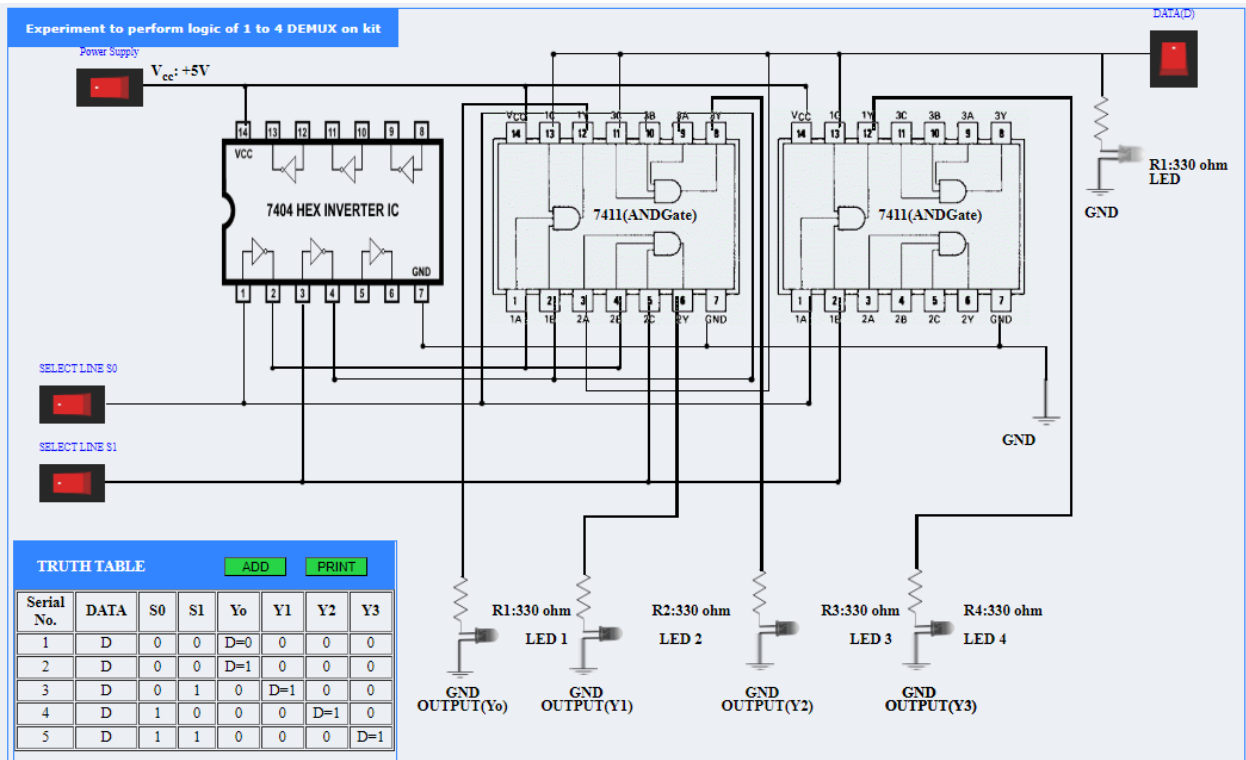 Experiment to perform logic of 1 to 4 DEMUX on kit
DATA(D)
Power Supply
Vcc: +5V
14 13 12 11 10 9 8
VCC
7404 HEX INVERTER IC
GND
1 2 3 4 5 6 7
VCC 1C 1Y 3C 3B 3A 3Y
14 13 12 11 10 9 8
7411(ANDGate)
1 2 3 4 5 6 7
1A 1B 2A 2B 2C 2Y GND
VCC 1C 1Y 3C 3B 3A 3Y
14 13 12 11 10 9 8
7411(ANDGate)
1 2 3 4 5 6 7
1A 1B 2A 2B 2C 2Y GND
R1:330 ohm
LED
GND
SELECT LINE S0
GND
SELECT LINE S1
R1:330 ohm
LED 1
R2:330 ohm
LED 2
R3:330 ohm
LED 3
R4:330 ohm
LED 4
GND
OUTPUT(Yo)
GND
OUTPUT(Y1)
GND
OUTPUT(Y2)
GND
OUTPUT(Y3)
TRUTH TABLE ADD PRINT
Serial No. DATA S0 S1 Yo Y1 Y2 Y3
1 D 0 0 D=0 0 0 0
2 D 0 0 D=1 0 0 0
3 D 0 1 0 D=1 0 0
4 D 1 0 0 0 D=1 0
5 D 1 1 0 0 0 D=1